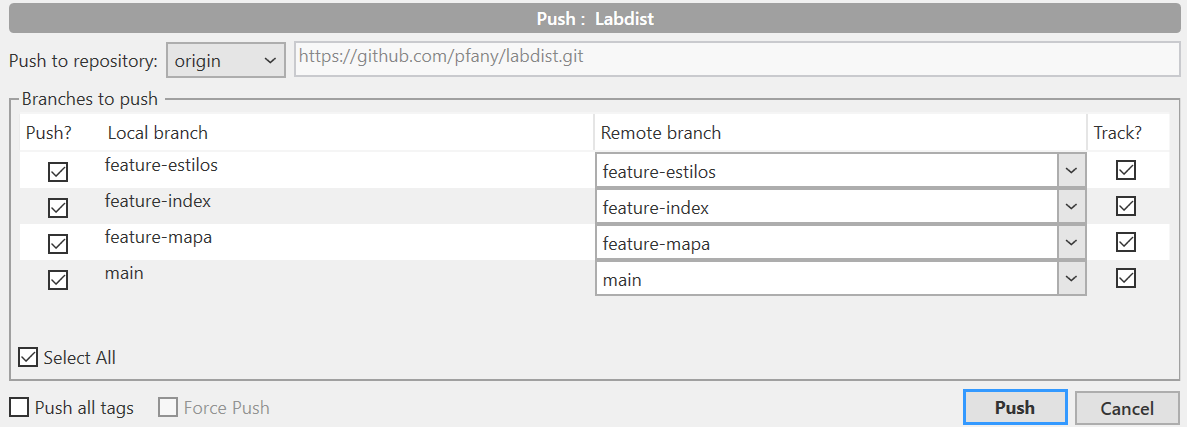 Push : Labdist
Push to repository: origin https://github.com/pfany/labdist.git
Branches to push
Push? Local branch Remote branch Track?
feature-estilos feature-estilos
feature-index feature-index
feature-mapa feature-mapa
main main
Select All
Push all tags Force Push Push Cancel